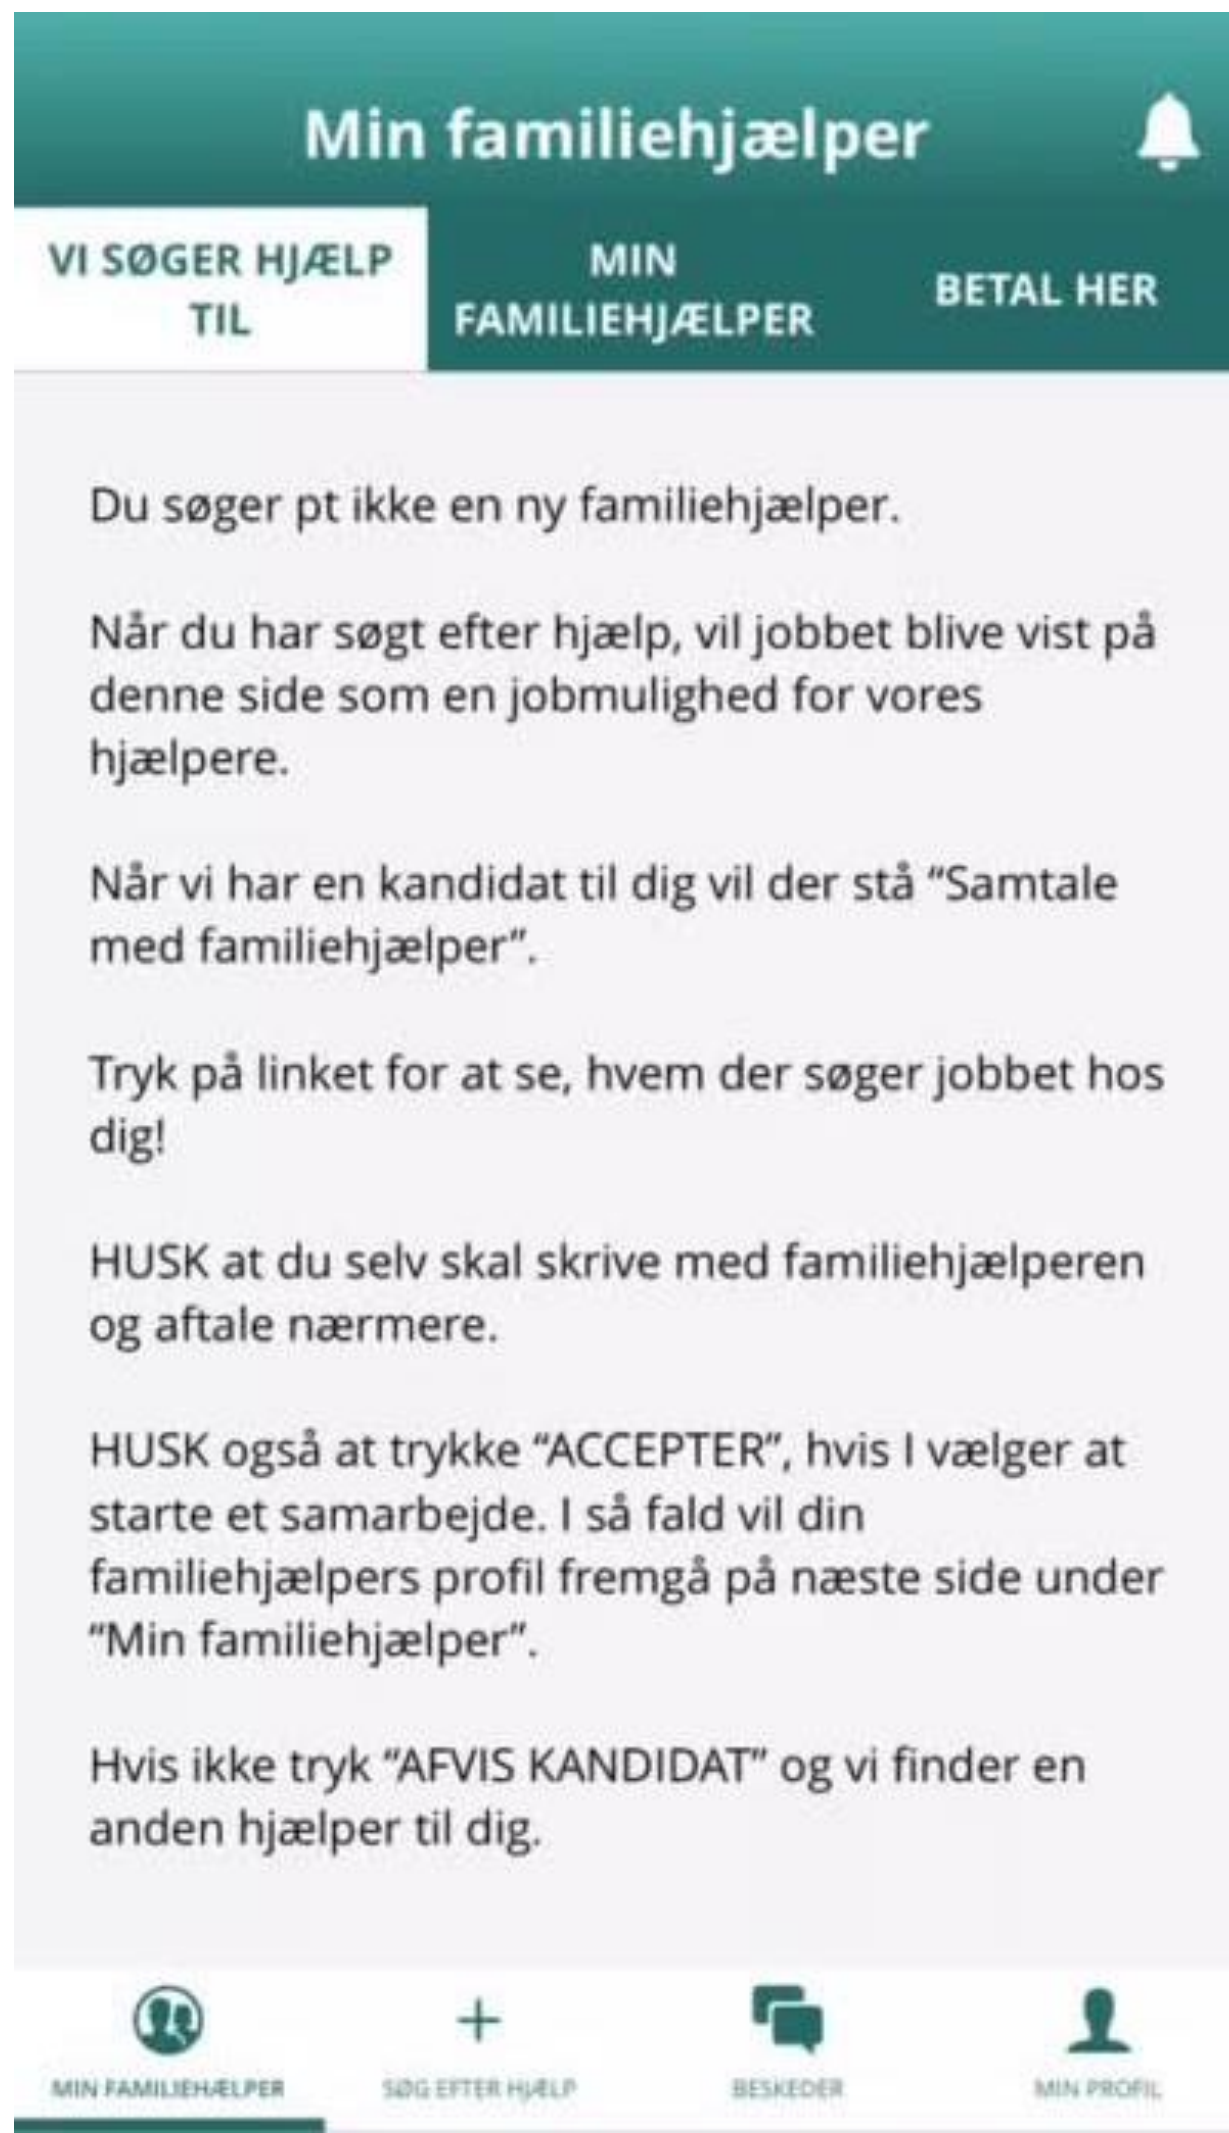 Min familiehjælper
VI SØGER HJÆLP
TIL
MIN
FAMILIEHJÆLPER
BETAL HER
Du søger pt ikke en ny familiehjælper.
Når du har søgt efter hjælp, vil jobbet blive vist på
denne side som en jobmulighed for vores
hjælpere.
Når vi har en kandidat til dig vil der stå “Samtale
med familiehjælper”.
Tryk på linket for at se, hvem der søger jobbet hos
dig!
HUSK at du selv skal skrive med familiehjælperen
og aftale nærmere.
HUSK også at trykke “ACCEPTER”, hvis I vælger at
starte et samarbejde. I så fald vil din
familiehjælpers profil fremgå på næste side under
“Min familiehjælper”.
Hvis ikke tryk “AFVIS KANDIDAT” og vi finder en
anden hjælper til dig.
MIN FAMILIEHÆLPER
SØG EFTER HJÆLP
BESKEDER
MIN PROFIL